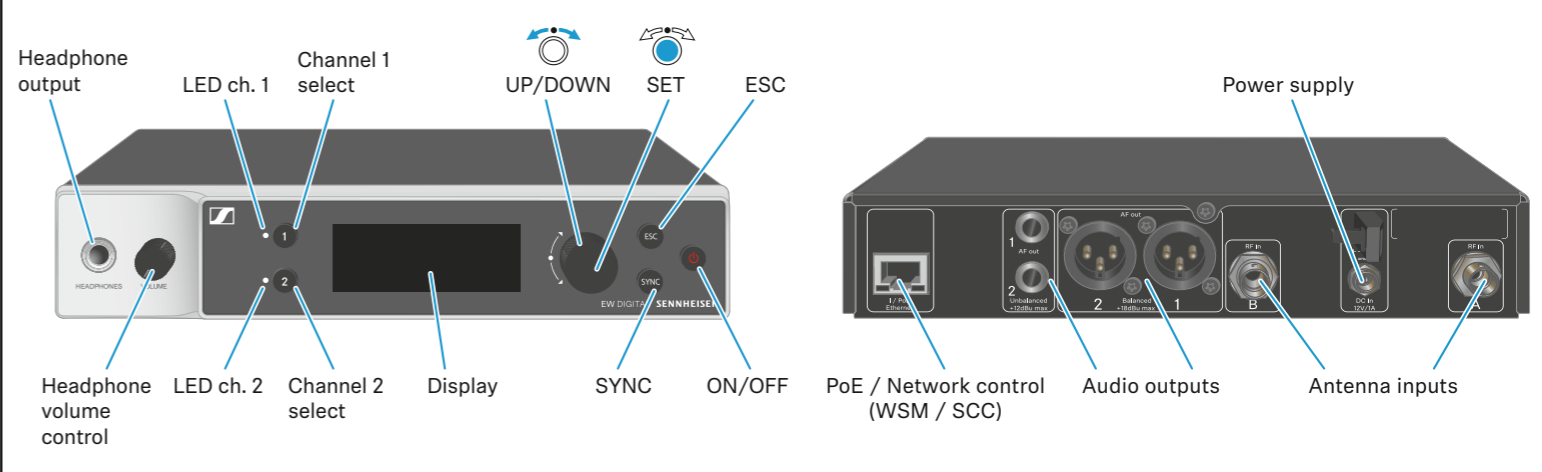 Headphone
output
LED ch. 1
Channel 1
select
UP/DOWN
SET
ESC
1
ESC
HEADPHONES
VOLUME
2
SYNC
EW DIGITAL SENNHEISER
Headphone
volume
control
LED ch. 2
Channel 2
select
Display
SYNC
ON/OFF
Power supply
AF out
1
AF out
RF in
RF in
2
Unbalanced
+12dBu max
2
Balanced
+18dBu max
1
B
DC in
12V/1A
A
Ethernet
PoE / Network control
(WSM / SCC)
Audio outputs
Antenna inputs